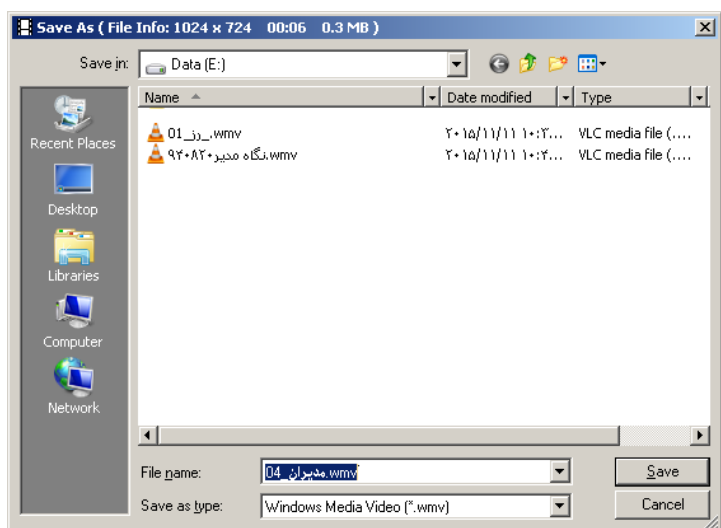 Save As ( File Info: 1024 x 724 00:06 0.3 MB )
Save in: Data (E:)
Name Date modified Type
01_رز_.wmv ۲۰۱۵/۱۱/۱۱ ۱۰:۲... VLC media file (....
نگاه مدیر۹۴۰۸۲۰.wmv ۲۰۱۵/۱۱/۱۱ ۱۰:۴... VLC media file (....
Recent Places
Desktop
Libraries
Computer
Network
File name: 04_مدیران.wmv Save
Save as type: Windows Media Video (*.wmv) Cancel